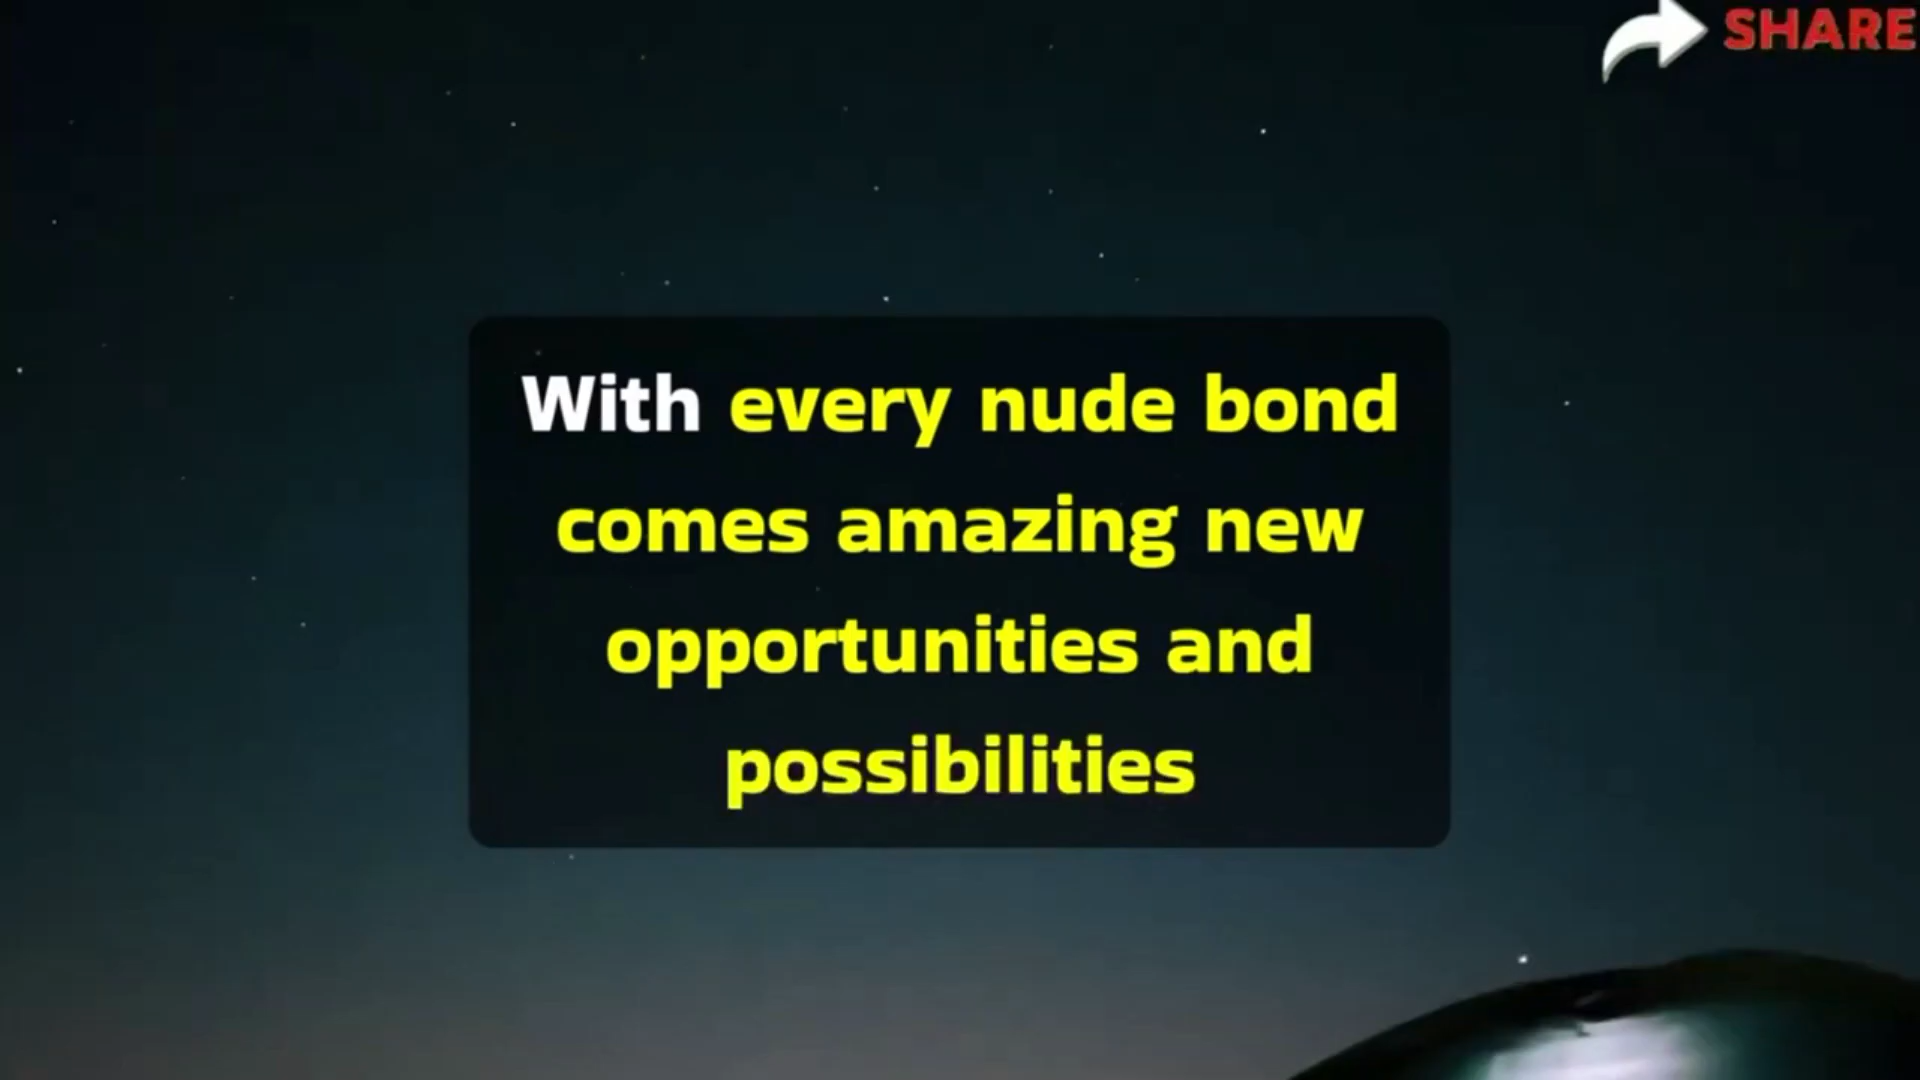 SHARE
With every nude bond
comes amazing new
opportunities and
possibilities